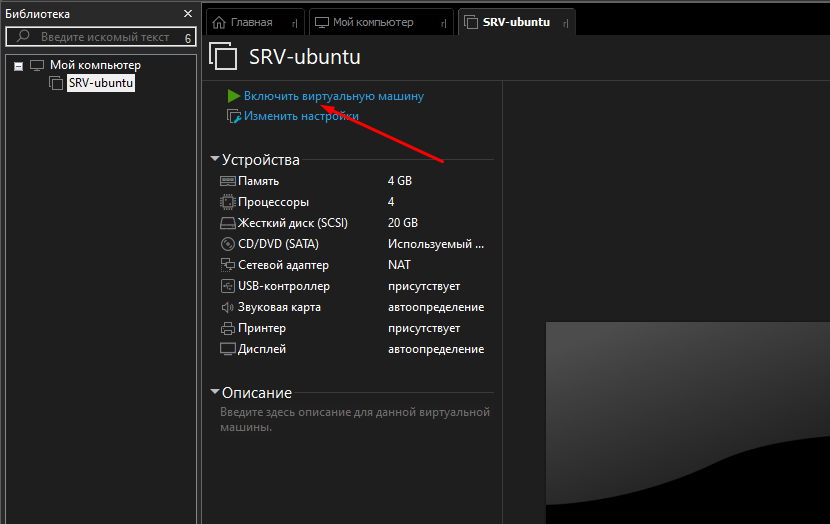 Библиотека
Введите искомый текст
Мой компьютер
SRV-ubuntu
Главная
Мой компьютер
SRV-ubuntu
SRV-ubuntu
Включить виртуальную машину
Изменить настройки
Устройства
Память 4 GB
Процессоры 4
Жесткий диск (SCSI) 20 GB
CD/DVD (SATA) Используемый ...
Сетевой адаптер NAT
USB-контроллер присутствует
Звуковая карта автоопределение
Принтер присутствует
Дисплей автоопределение
Описание
Введите здесь описание для данной виртуальной
машины.